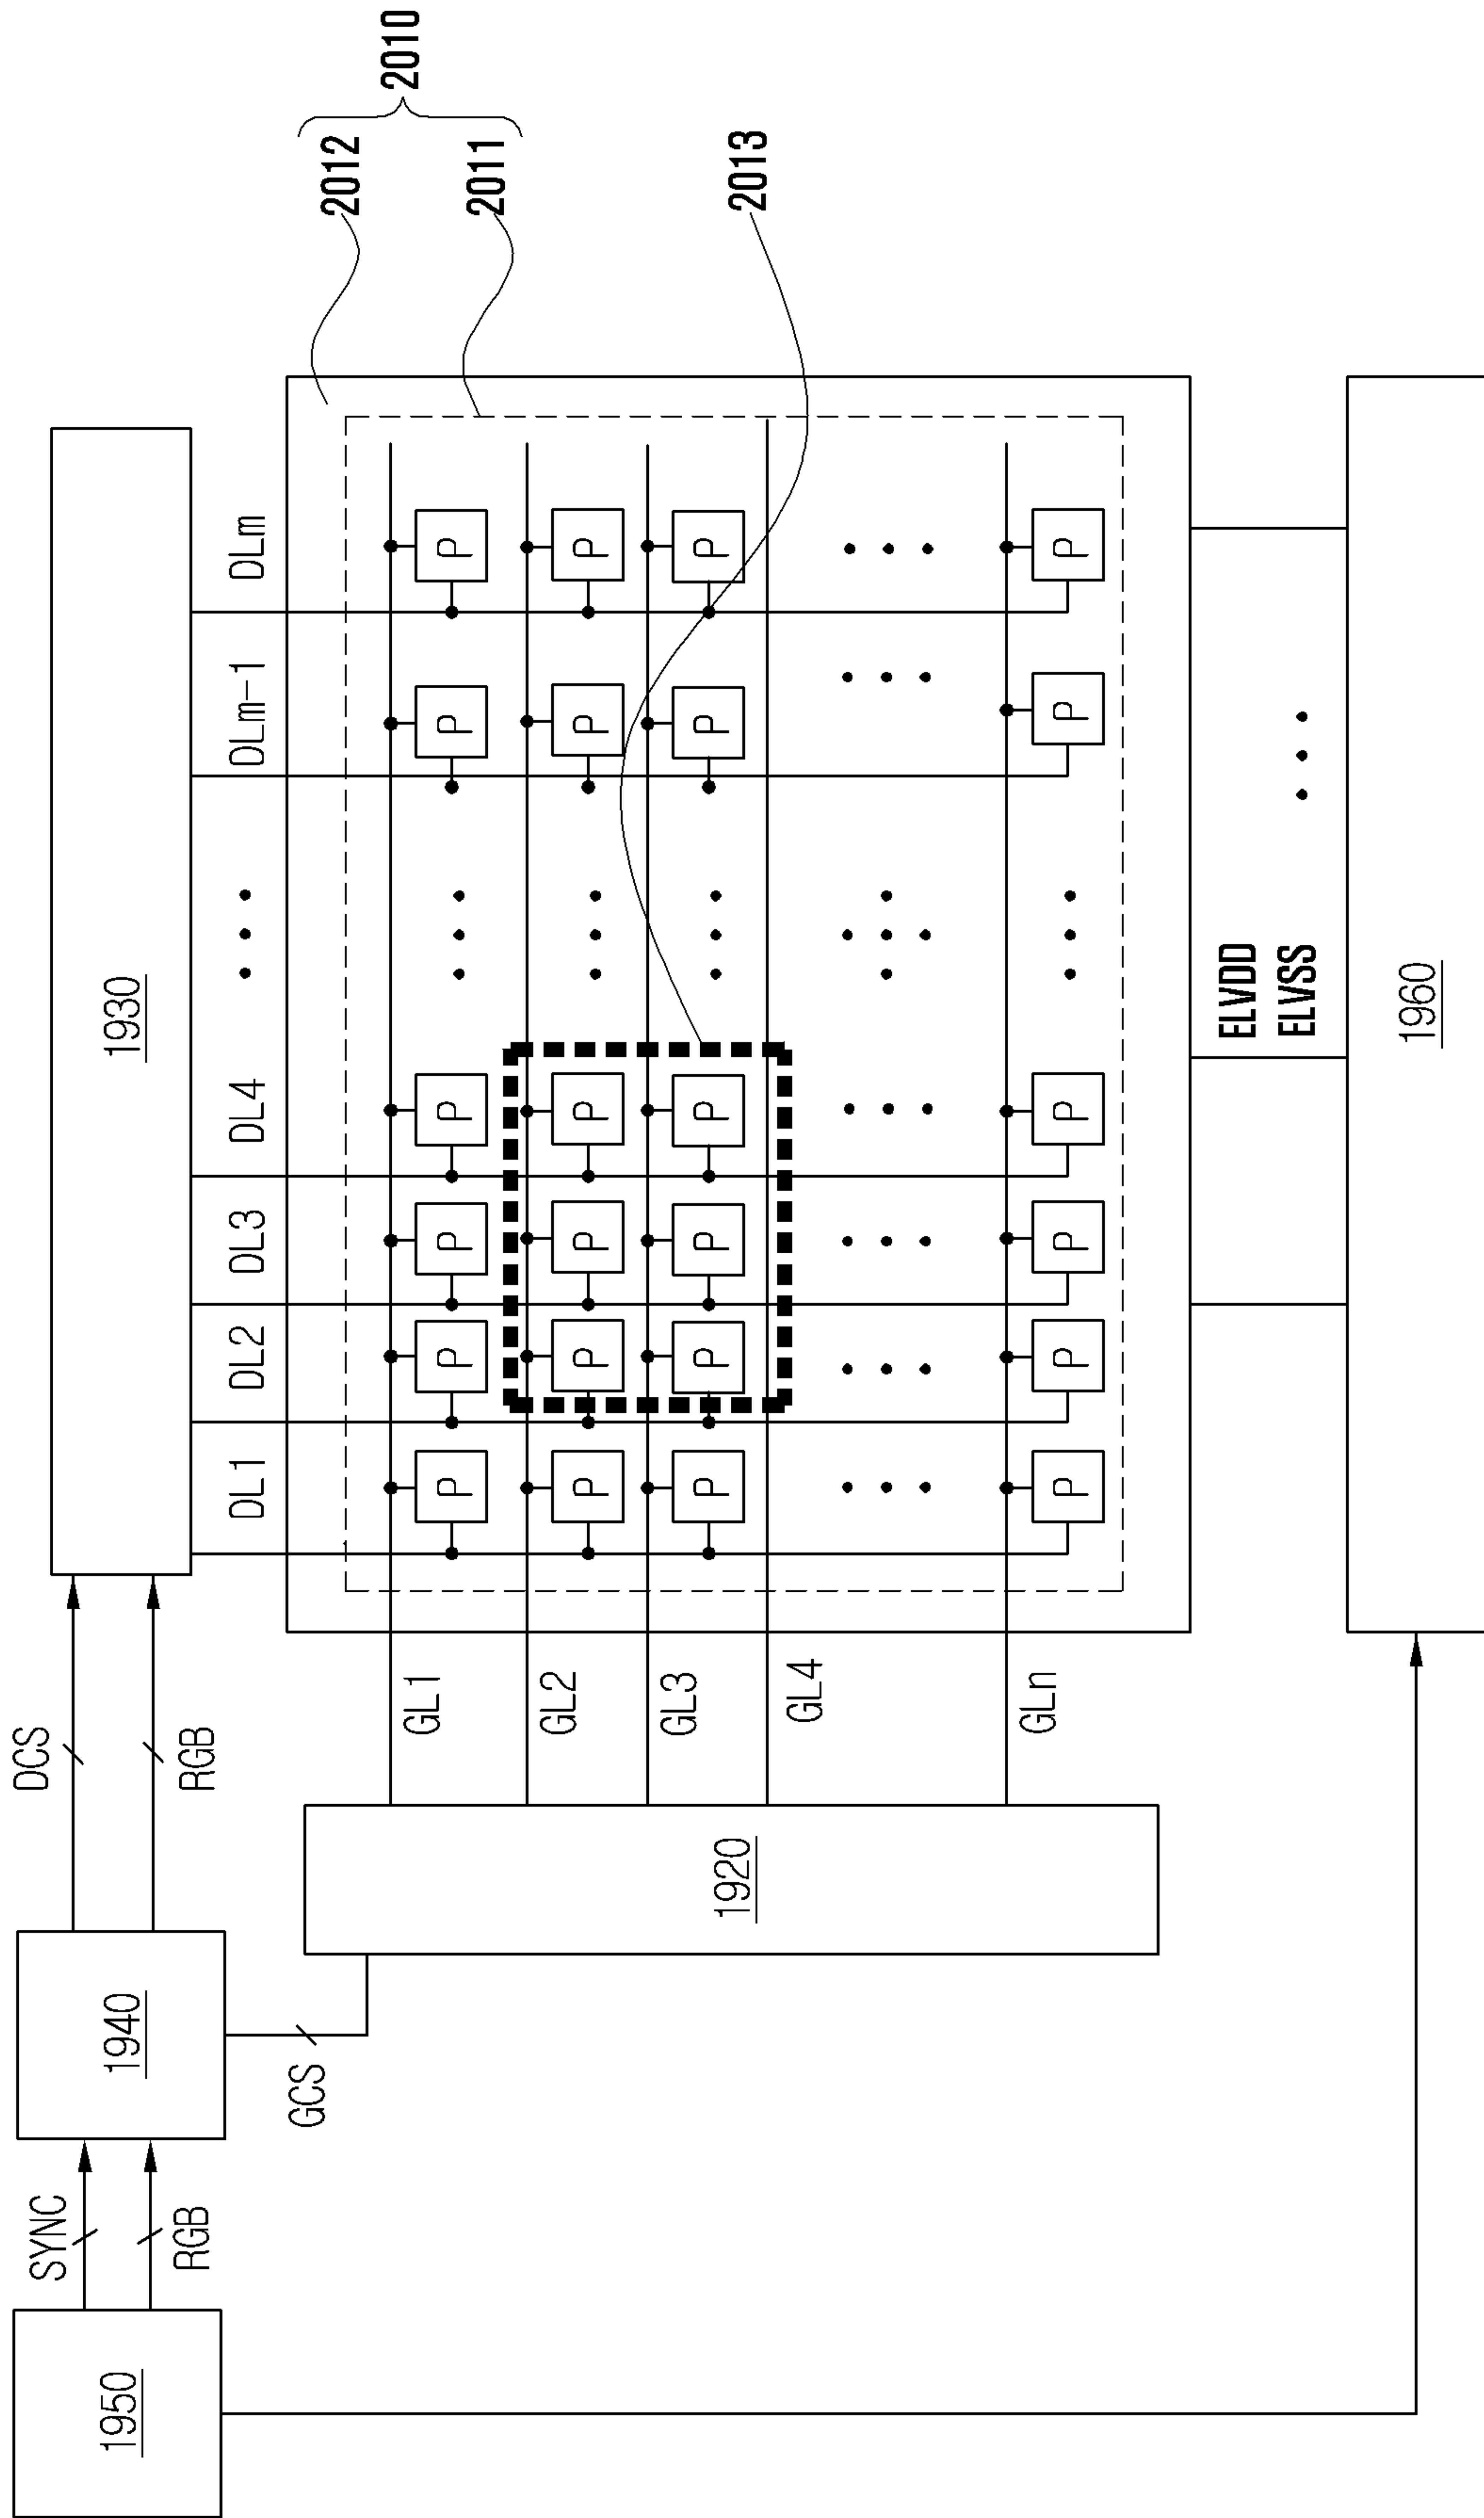 SYNC DCS
1950 1940 1930
RGB RGB
DL1 DL2 DL3 DL4 DLm-1 DLm
GCS 2012
2010
GL1 P P P P P P
2011
GL2 P P P P P P
GL3 P P P P P P
1920 2013
GL4
GLn P P P P P P
ELVDD
ELVSS
1960